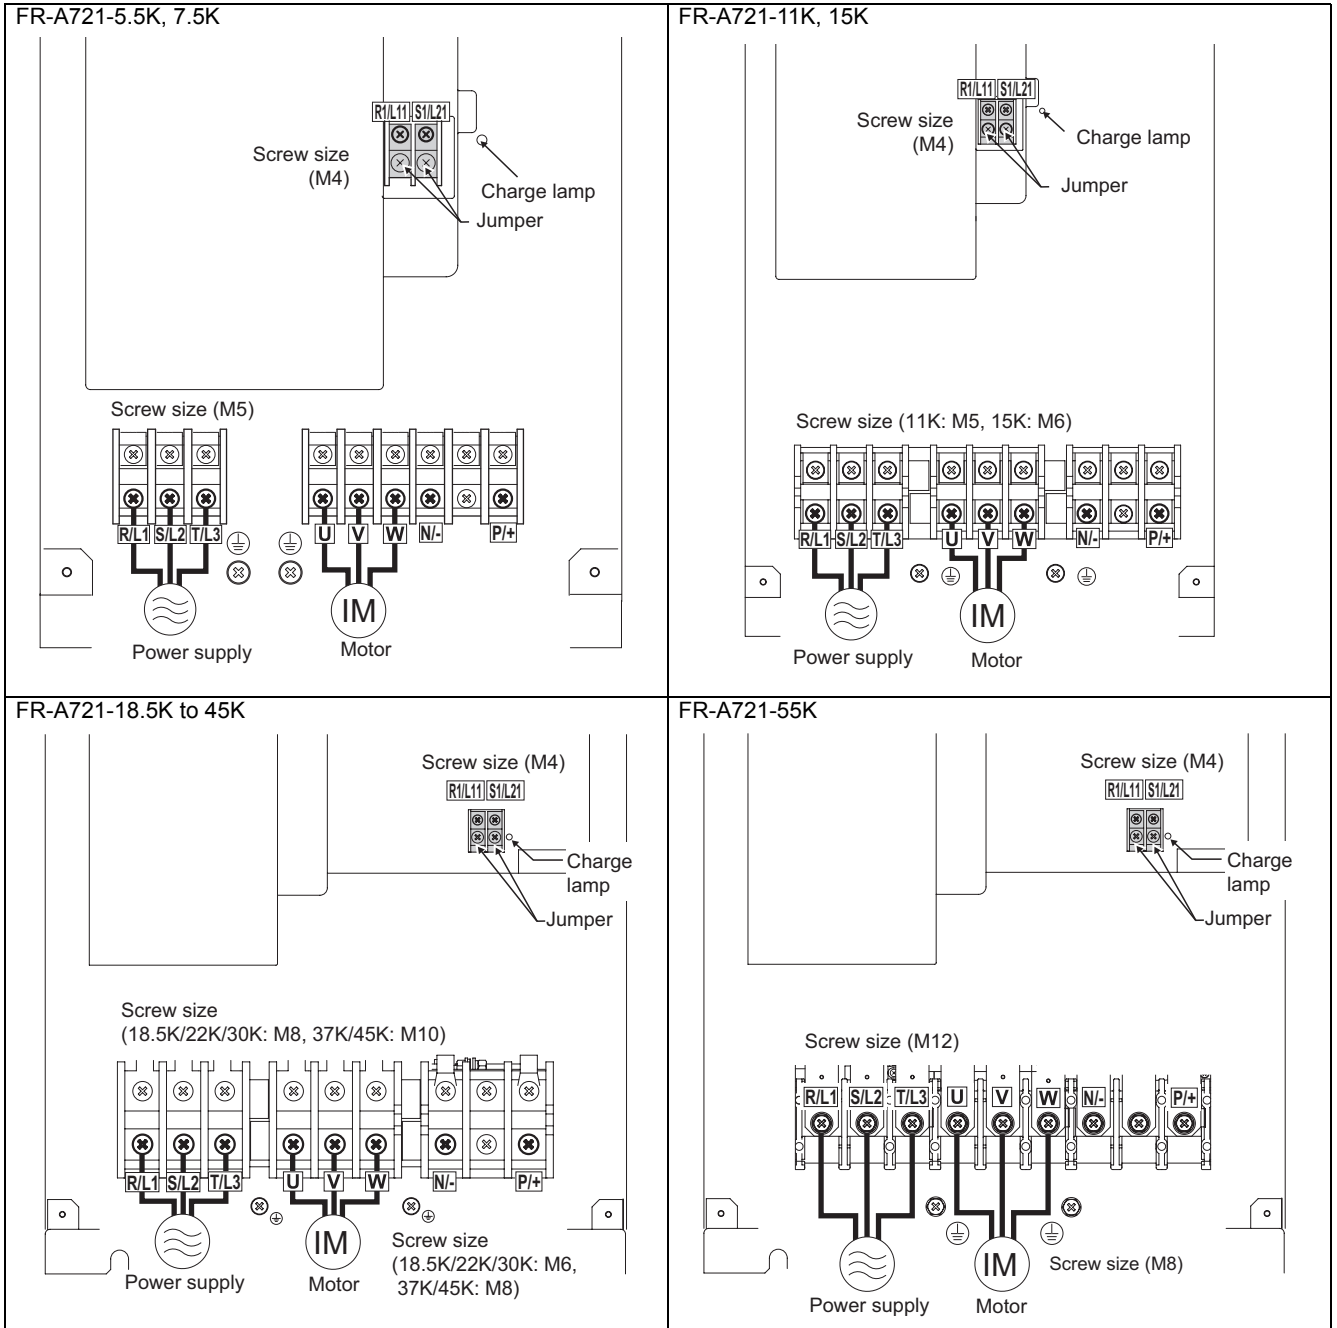 FR-A721-5.5K, 7.5K
R1/L11 S1/L21
Screw size
(M4)
Charge lamp
Jumper
Screw size (M5)
R/L1 S/L2 T/L3
U V W N/- P/+
IM
Power supply
Motor
FR-A721-11K, 15K
R1/L11 S1/L21
Screw size
(M4)
Charge lamp
Jumper
Screw size (11K: M5, 15K: M6)
R/L1 S/L2 T/L3 U V W N/- P/+
IM
Power supply
Motor
FR-A721-18.5K to 45K
Screw size (M4)
R1/L11 S1/L21
Charge
lamp
Jumper
Screw size
(18.5K/22K/30K: M8, 37K/45K: M10)
R/L1 S/L2 T/L3 U V W N/- P/+
IM
Power supply
Motor
Screw size
(18.5K/22K/30K: M6,
37K/45K: M8)
FR-A721-55K
Screw size (M4)
R1/L11 S1/L21
Charge
lamp
Jumper
Screw size (M12)
R/L1 S/L2 T/L3 U V W N/- P/+
IM
Screw size (M8)
Power supply
Motor